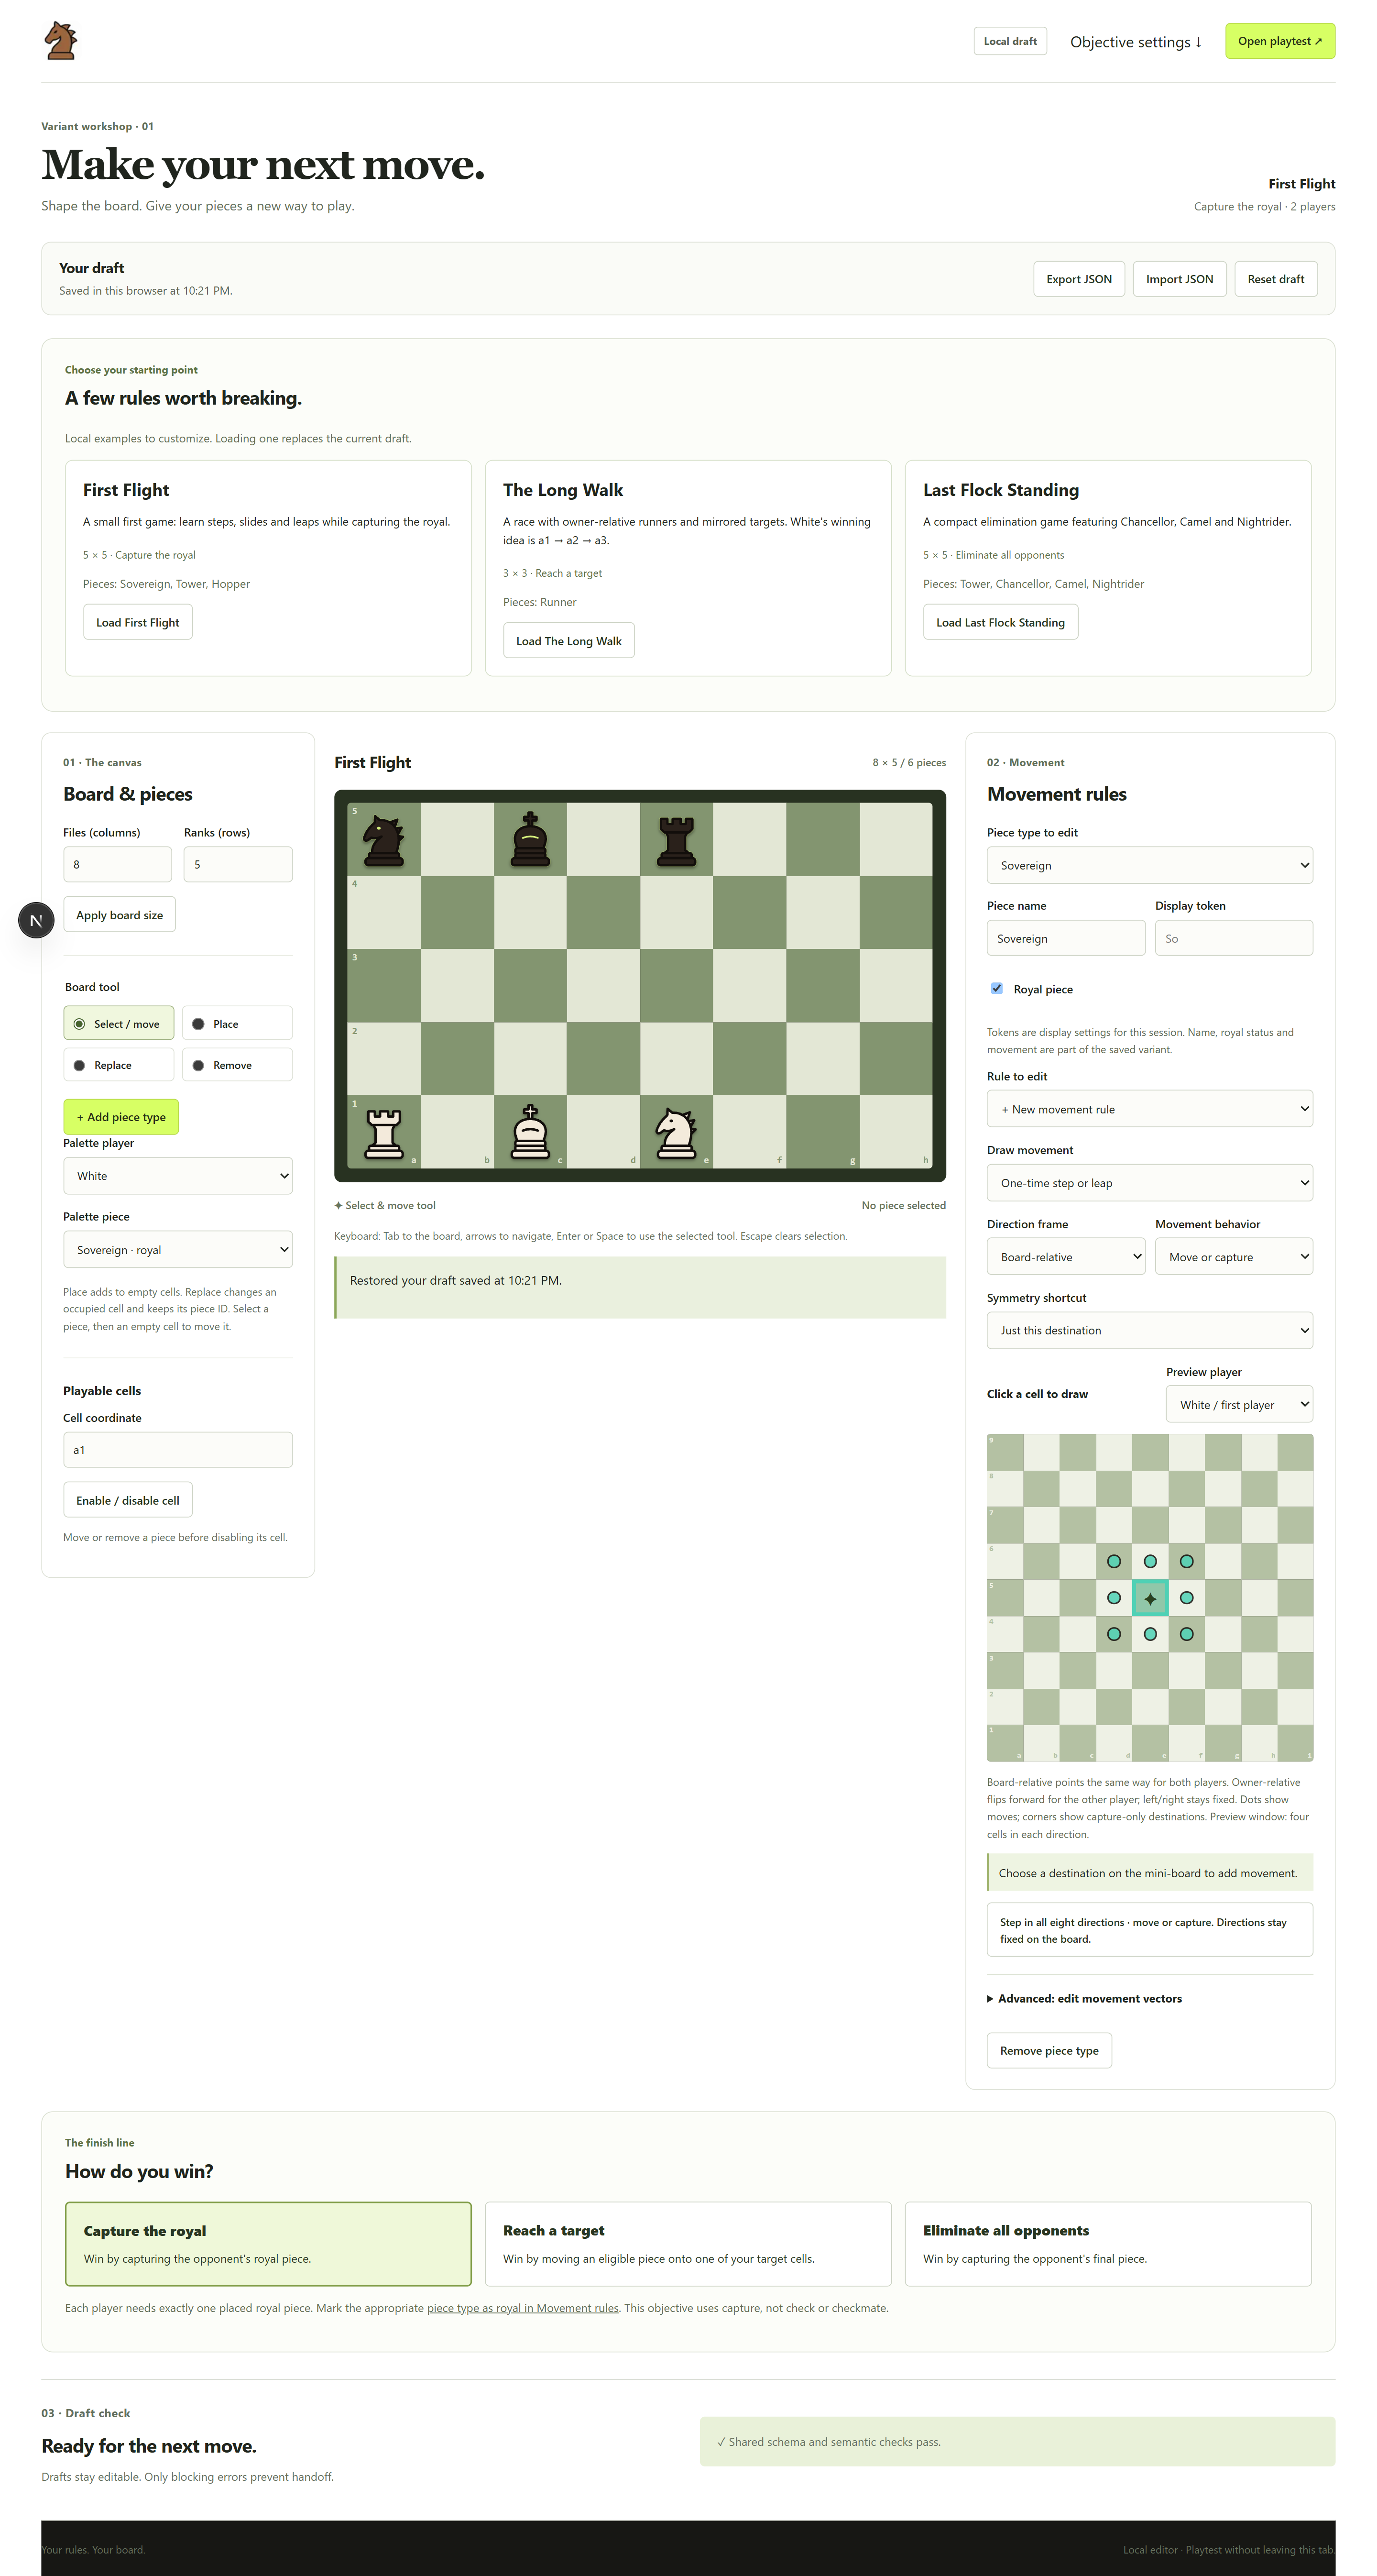 Local draft
Objective settings ↓
Open playtest ↗
Variant workshop · 01
Make your next move.
Shape the board. Give your pieces a new way to play.
First Flight
Capture the royal · 2 players
Your draft
Saved in this browser at 10:21 PM.
Export JSON
Import JSON
Reset draft
Choose your starting point
A few rules worth breaking.
Local examples to customize. Loading one replaces the current draft.
First Flight
A small first game: learn steps, slides and leaps while capturing the royal.
5 × 5 · Capture the royal
Pieces: Sovereign, Tower, Hopper
Load First Flight
The Long Walk
A race with owner-relative runners and mirrored targets. White's winning
idea is a1 → a2 → a3.
3 × 3 · Reach a target
Pieces: Runner
Load The Long Walk
Last Flock Standing
A compact elimination game featuring Chancellor, Camel and Nightrider.
5 × 5 · Eliminate all opponents
Pieces: Tower, Chancellor, Camel, Nightrider
Load Last Flock Standing
01 · The canvas
Board & pieces
Files (columns)
Ranks (rows)
8
5
Apply board size
N
Board tool
Select / move
Place
Replace
Remove
+ Add piece type
Palette player
White
Palette piece
Sovereign · royal
Place adds to empty cells. Replace changes an
occupied cell and keeps its piece ID. Select a
piece, then an empty cell to move it.
Playable cells
Cell coordinate
a1
Enable / disable cell
Move or remove a piece before disabling its cell.
First Flight
8 × 5 / 6 pieces
5
4
3
2
1
a b c d e f g h
✦ Select & move tool
No piece selected
Keyboard: Tab to the board, arrows to navigate, Enter or Space to use the selected tool. Escape clears selection.
Restored your draft saved at 10:21 PM.
02 · Movement
Movement rules
Piece type to edit
Sovereign
Piece name
Display token
Sovereign
So
Royal piece
Tokens are display settings for this session. Name, royal status and
movement are part of the saved variant.
Rule to edit
+ New movement rule
Draw movement
One-time step or leap
Direction frame
Movement behavior
Board-relative
Move or capture
Symmetry shortcut
Just this destination
Click a cell to draw
Preview player
White / first player
9
8
7
6
5
4
3
2
1
a b c d e f g h i
Board-relative points the same way for both players. Owner-relative
flips forward for the other player; left/right stays fixed. Dots show
moves; corners show capture-only destinations. Preview window: four
cells in each direction.
Choose a destination on the mini-board to add movement.
Step in all eight directions · move or capture. Directions stay
fixed on the board.
Advanced: edit movement vectors
Remove piece type
The finish line
How do you win?
Capture the royal
Win by capturing the opponent's royal piece.
Reach a target
Win by moving an eligible piece onto one of your target cells.
Eliminate all opponents
Win by capturing the opponent's final piece.
Each player needs exactly one placed royal piece. Mark the appropriate piece type as royal in Movement rules. This objective uses capture, not check or checkmate.
03 · Draft check
Ready for the next move.
Drafts stay editable. Only blocking errors prevent handoff.
✓ Shared schema and semantic checks pass.
Your rules. Your board.
Local editor · Playtest without leaving this tab.